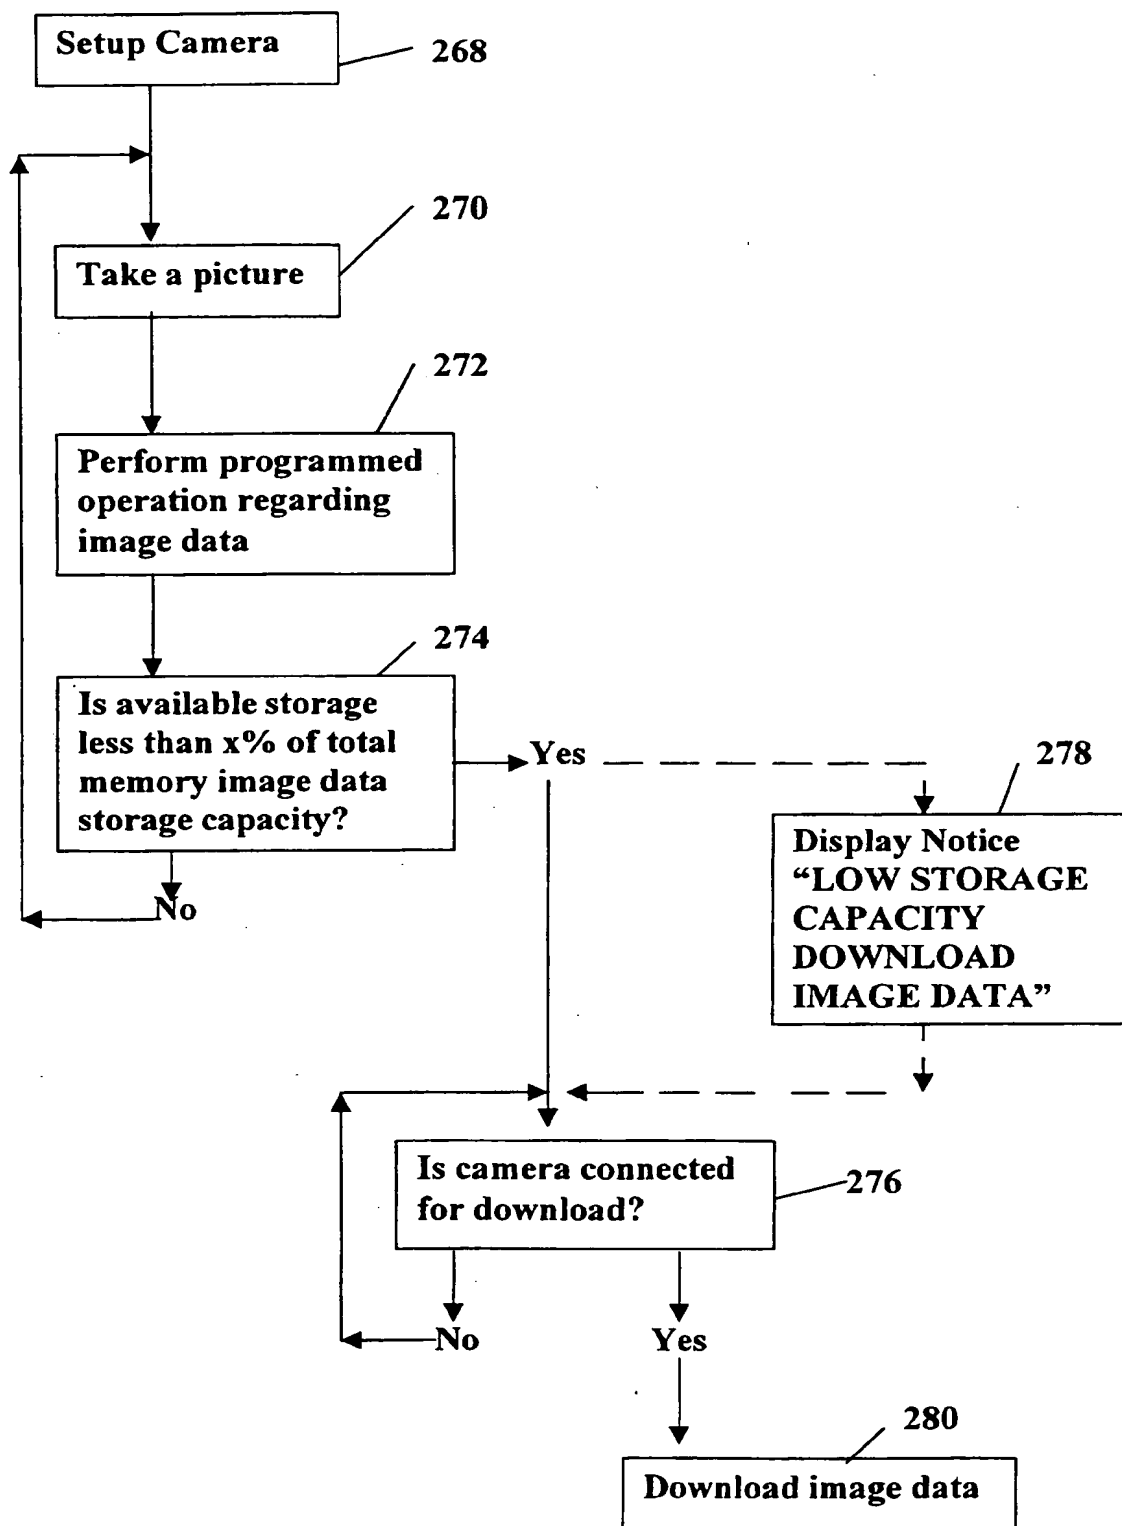 Setup Camera
268
270
Take a picture
272
Perform programmed
operation regarding
image data
274
Is available storage
less than x% of total
memory image data
storage capacity?
Yes
No
278
Display Notice
“LOW STORAGE
CAPACITY
DOWNLOAD
IMAGE DATA”
Is camera connected
for download?
276
No
Yes
280
Download image data